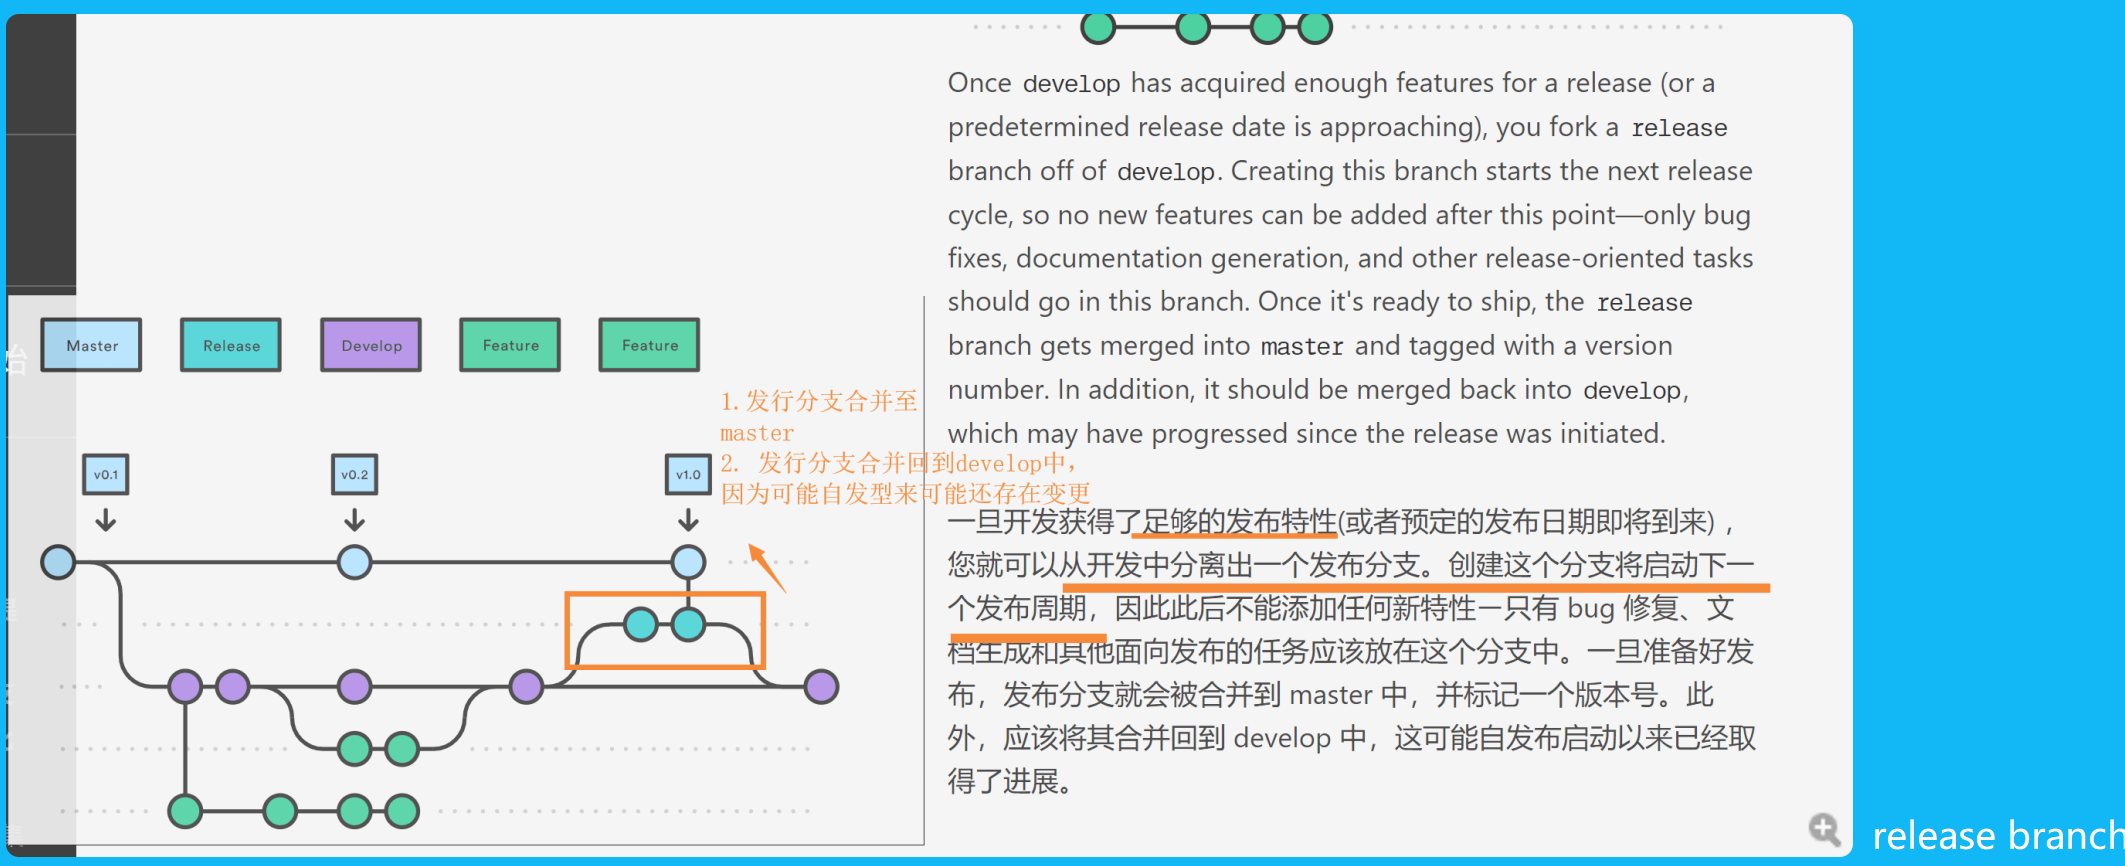 Once develop has acquired enough features for a release (or a
predetermined release date is approaching), you fork a release
branch off of develop. Creating this branch starts the next release
cycle, so no new features can be added after this point—only bug
fixes, documentation generation, and other release-oriented tasks
should go in this branch. Once it's ready to ship, the release
branch gets merged into master and tagged with a version
number. In addition, it should be merged back into develop,
which may have progressed since the release was initiated.
Master Release Develop Feature Feature
1.发行分支合并至
master
2. 发行分支合并回到develop中，
因为可能自发型来可能还存在变更
v0.1 v0.2 v1.0
一旦开发获得了足够的发布特性(或者预定的发布日期即将到来)，
您就可以从开发中分离出一个发布分支。创建这个分支将启动下一
个发布周期，因此此后不能添加任何新特性—只有 bug 修复、文
档生成和其他面向发布的任务应该放在这个分支中。一旦准备好发
布，发布分支就会被合并到 master 中，并标记一个版本号。此
外，应该将其合并回到 develop 中，这可能自发布启动以来已经取
得了进展。
release branch